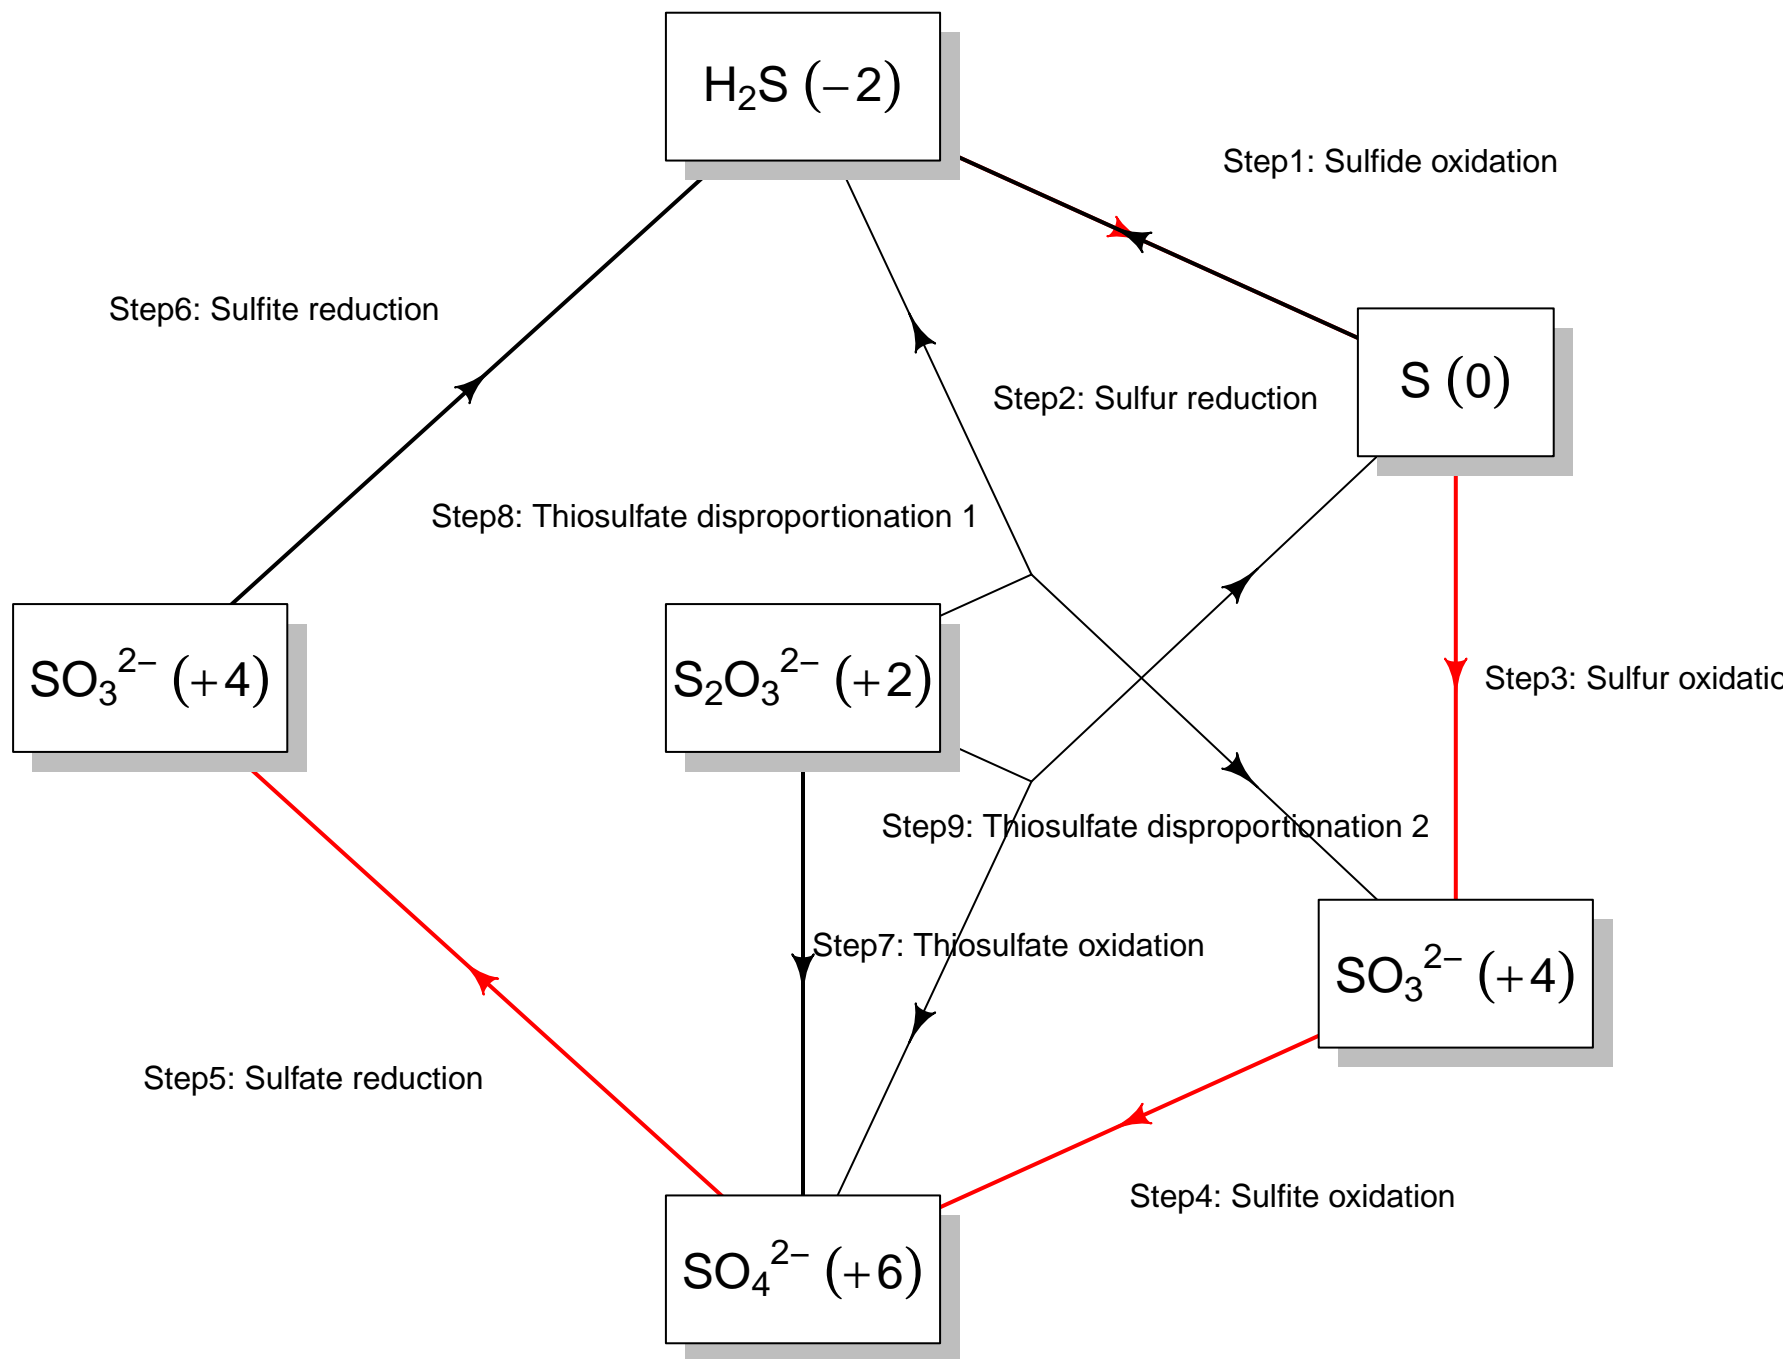 H₂S (−2)
Step1: Sulfide oxidation
Step6: Sulfite reduction
S (0)
Step2: Sulfur reduction
Step8: Thiosulfate disproportionation 1
SO₃²⁻ (+4)
S₂O₃²⁻ (+2)
Step3: Sulfur oxidatio
Step9: Thiosulfate disproportionation 2
Step7: Thiosulfate oxidation
SO₃²⁻ (+4)
Step5: Sulfate reduction
Step4: Sulfite oxidation
SO₄²⁻ (+6)